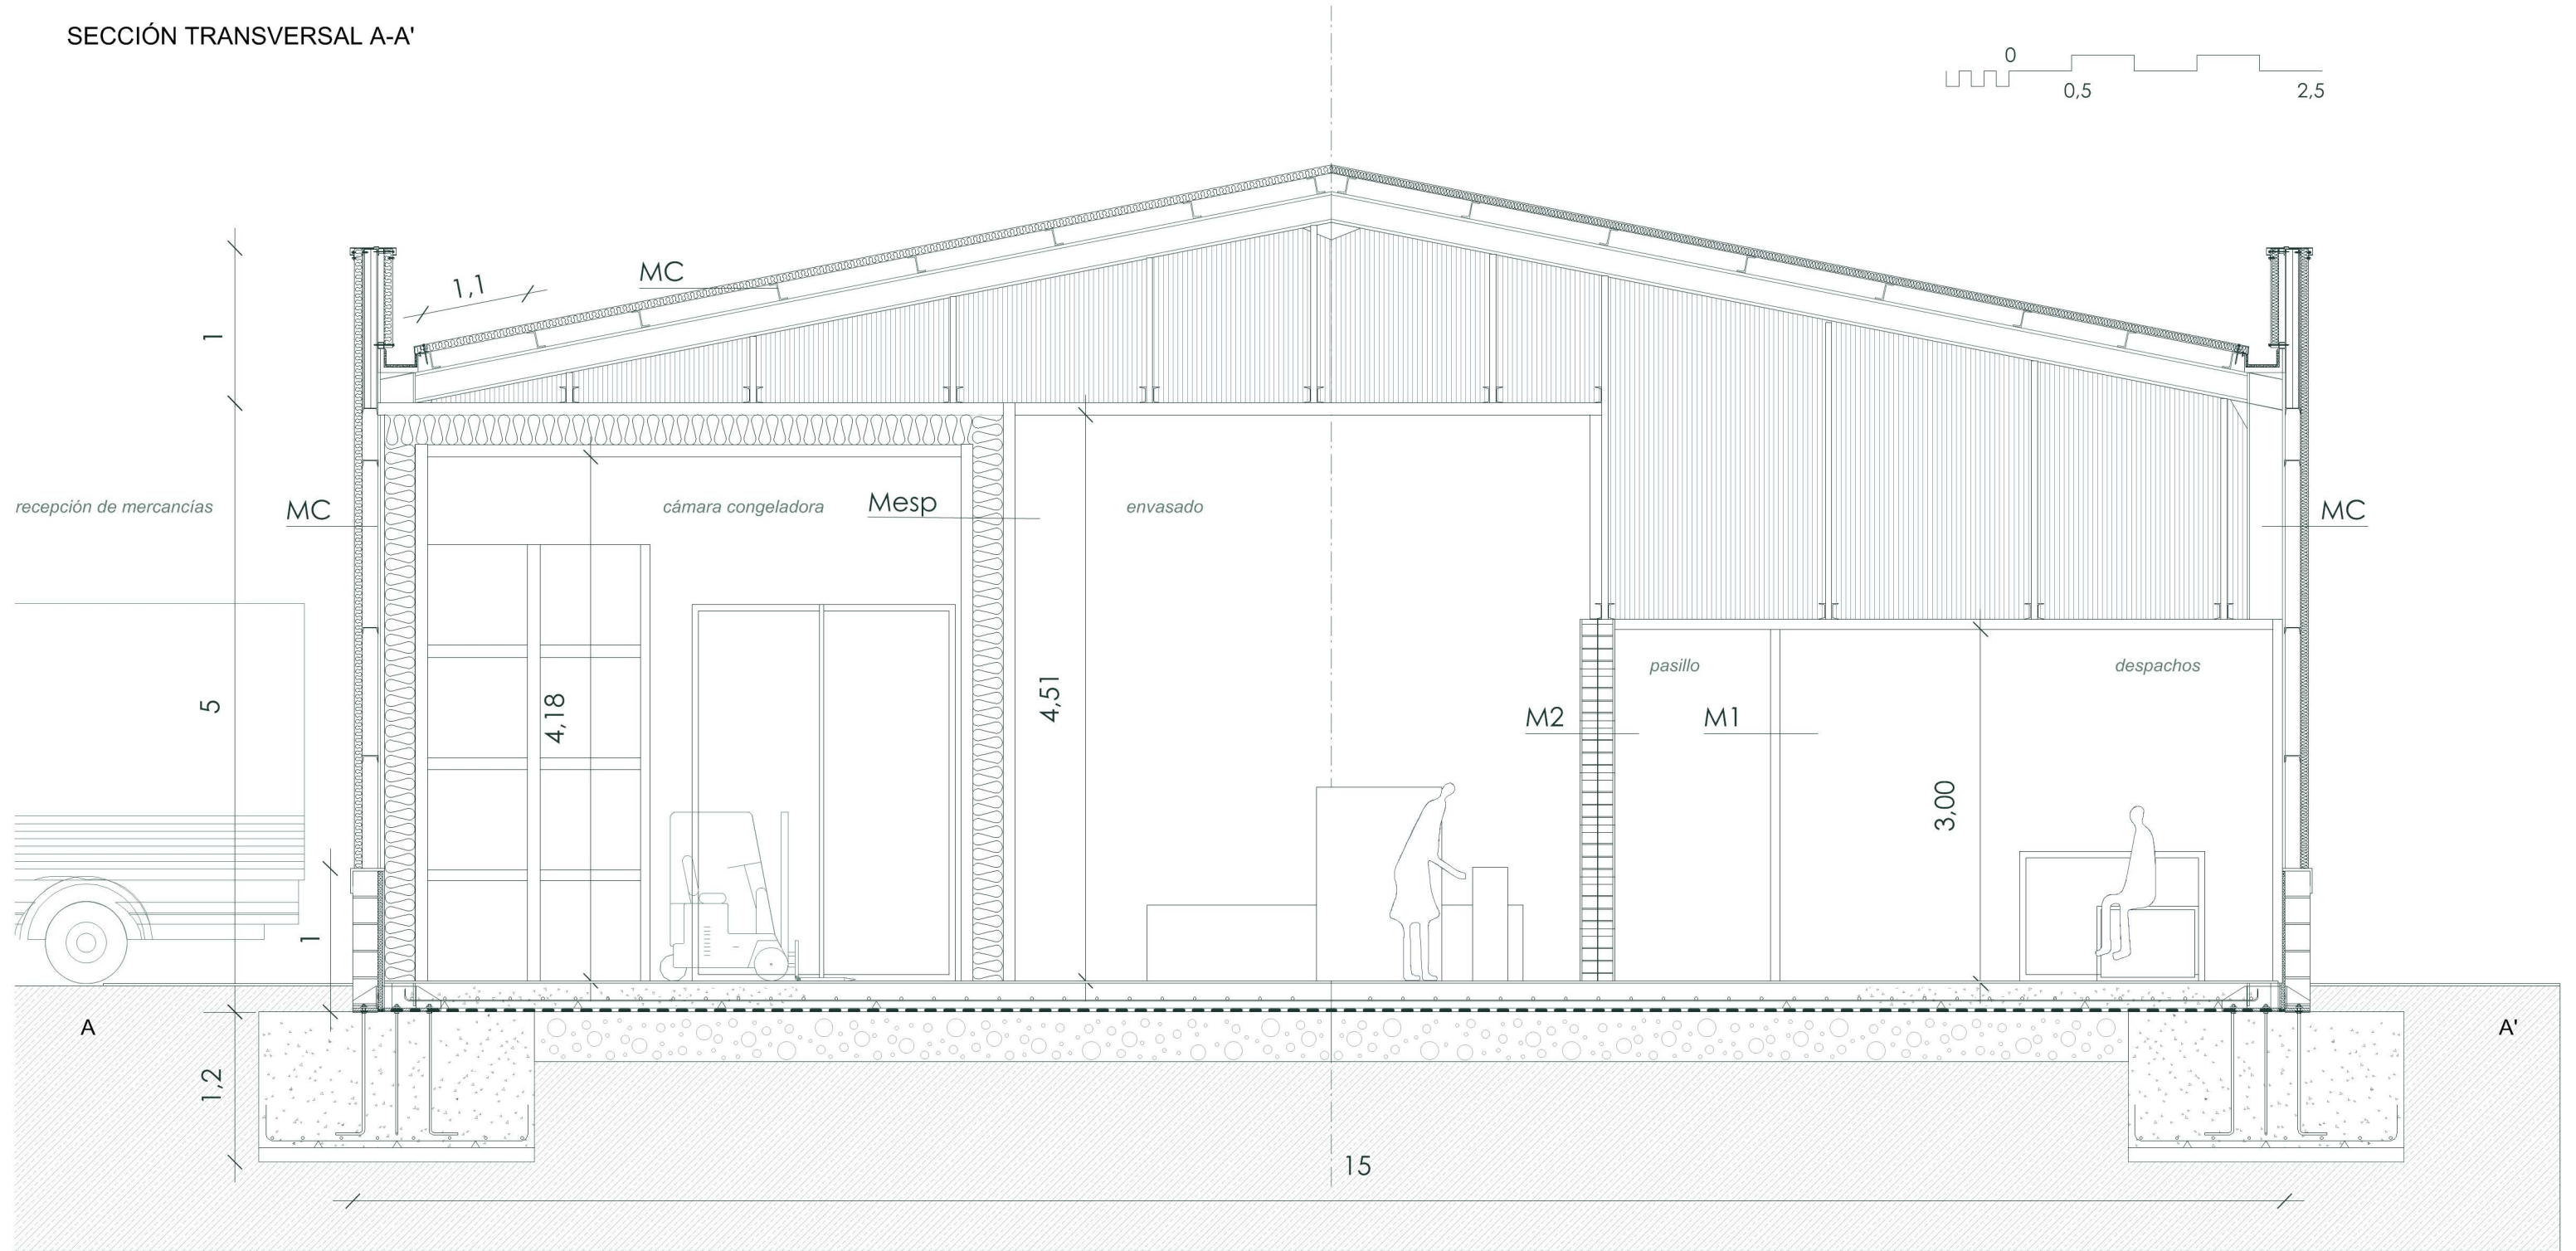 SECCIÓN TRANSVERSAL A-A'
0
0,5
2,5
1,1
MC
1
recepción de mercancías
MC
cámara congeladora
Mesp
envasado
MC
pasillo
despachos
5
4,18
4,51
M2
M1
3,00
1
A
A'
1,2
15